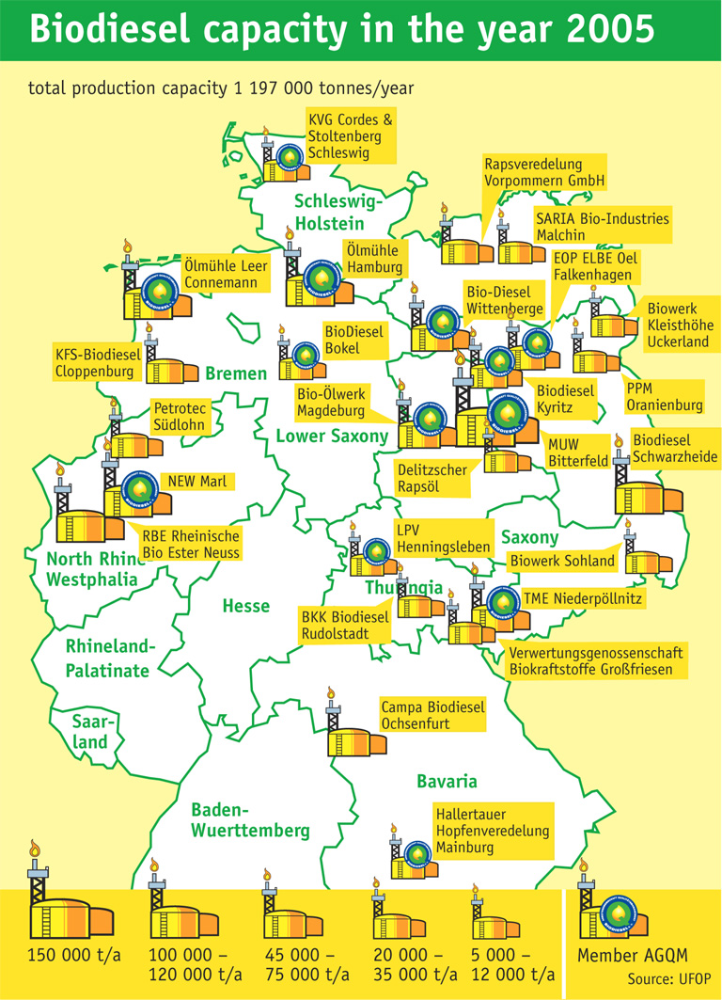 Biodiesel capacity in the year 2005
total production capacity 1 197 000 tonnes/year
KVG Cordes &
Stoltenberg
Schleswig
Rapsveredelung
Vorpommern GmbH
Schleswig-
Holstein
SARIA Bio-Industries
Malchin
Ölmühle Leer
Connemann
Ölmühle
Hamburg
EOP ELBE Oel
Falkenhagen
Bio-Diesel
Wittenberge
Biowerk
Kleisthöhe
Uckerland
KFS-Biodiesel
Cloppenburg
BioDiesel
Bokel
Bremen
Bio-Ölwerk
Magdeburg
Biodiesel
Kyritz
PPM
Oranienburg
Petrotec
Südlohn
Lower Saxony
MUW
Bitterfeld
Biodiesel
Schwarzheide
Delitzscher
Rapsöl
NEW Marl
RBE Rheinische
Bio Ester Neuss
North Rhine
Westphalia
LPV
Henningsleben
Saxony
Biowerk Sohland
Thuringia
TME Niederpöllnitz
Hesse
BKK Biodiesel
Rudolstadt
Rhineland-
Palatinate
Verwertungsgenossenschaft
Biokraftstoffe Großfriesen
Saar-
land
Campa Biodiesel
Ochsenfurt
Bavaria
Baden-
Wuerttemberg
Hallertauer
Hopfenveredelung
Mainburg
150 000 t/a
100 000 –
120 000 t/a
45 000 –
75 000 t/a
20 000 –
35 000 t/a
5 000 –
12 000 t/a
Member AGQM
Source: UFOP